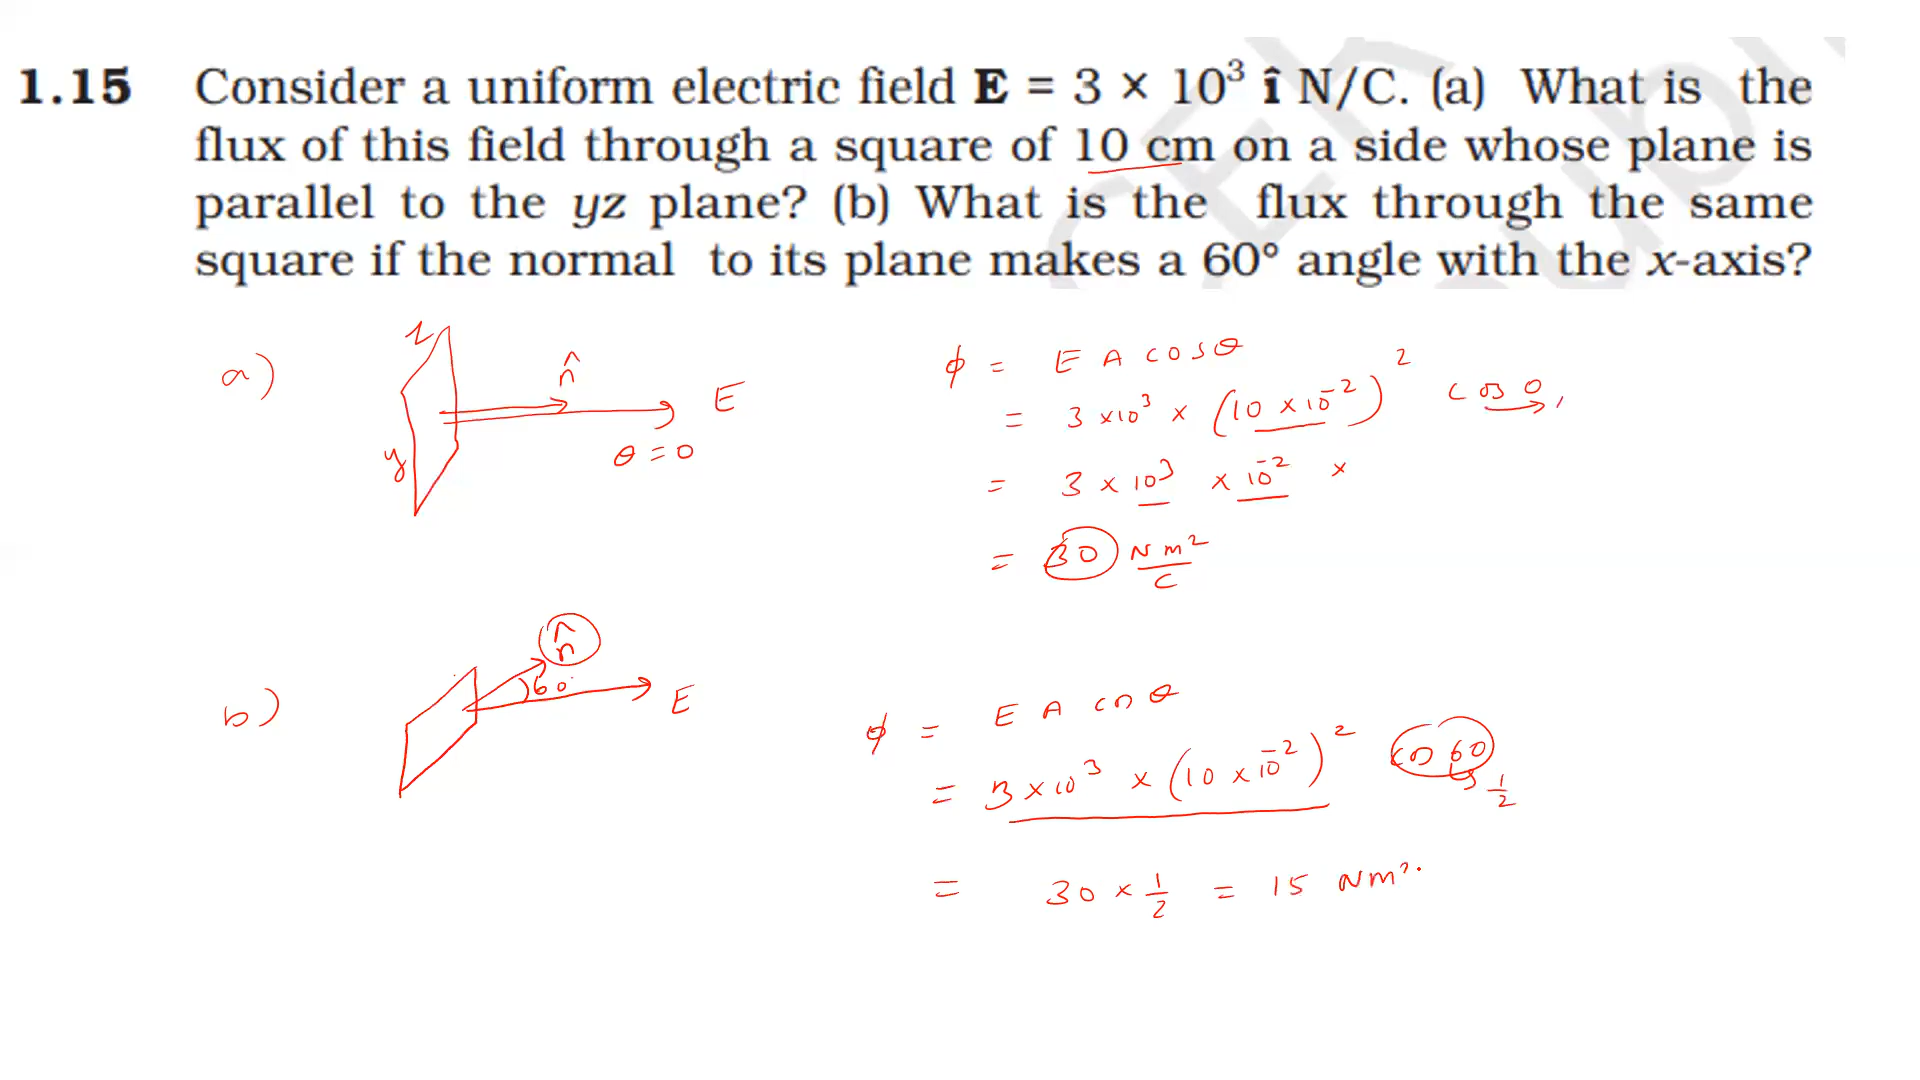 1.15 Consider a uniform electric field E = 3 × 10³ î N/C. (a) What is the
flux of this field through a square of 10 cm on a side whose plane is
parallel to the yz plane? (b) What is the flux through the same
square if the normal to its plane makes a 60° angle with the x-axis?
a)
z
y
n̂
E
θ = 0
ϕ = E A cos θ
= 3 × 10³ × (10 × 10⁻²)² cos 0
= 3 × 10³ × 10⁻² ×
= 30 Nm²/C
b)
n̂
60°
E
ϕ = E A cos θ
= 3 × 10³ × (10 × 10⁻²)² cos 60
1/2
= 30 × 1/2 = 15 Nm².